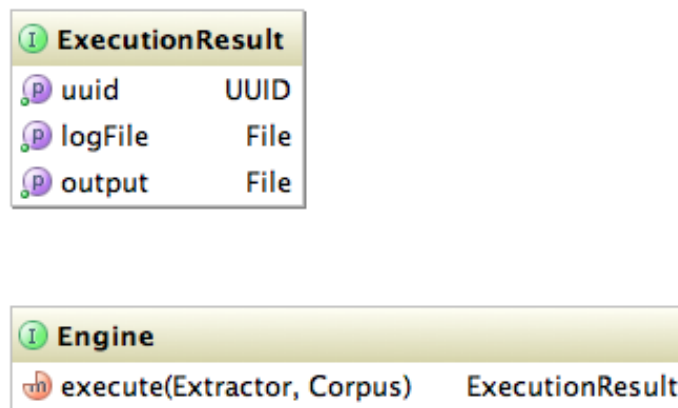 I ExecutionResult
p uuid UUID
p logFile File
p output File
I Engine
m execute(Extractor, Corpus) ExecutionResult